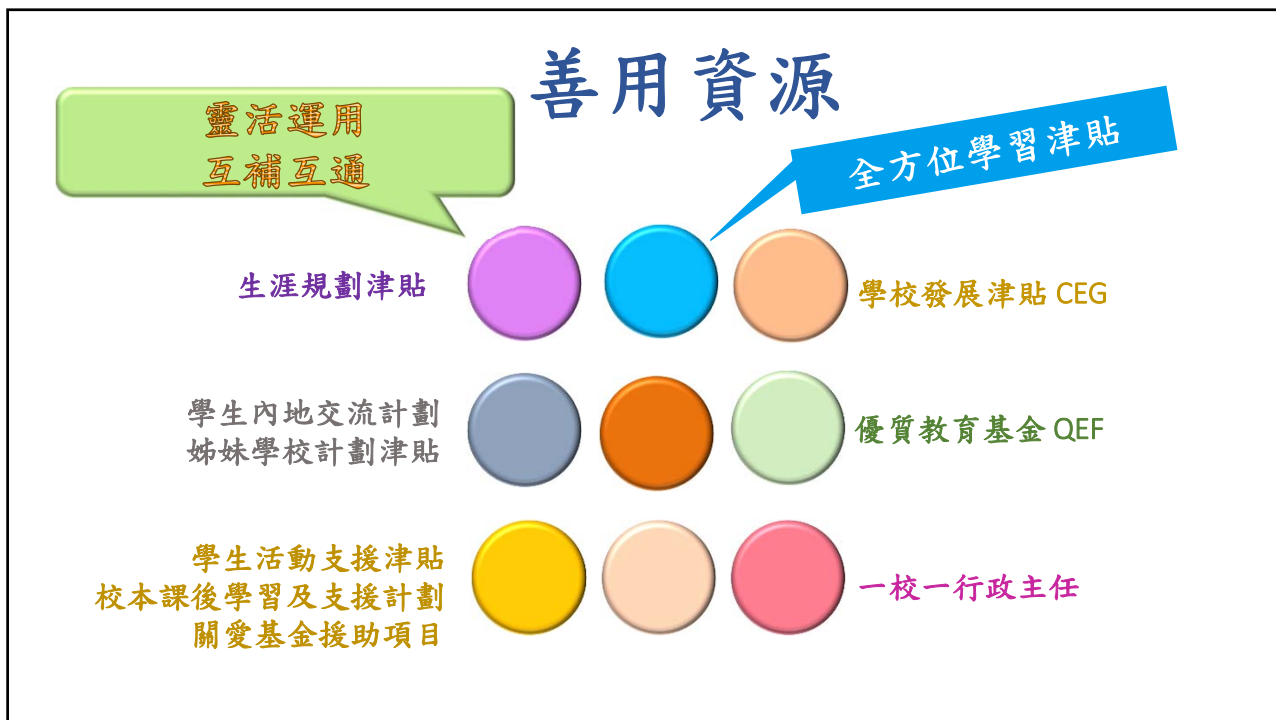 善用資源
靈活運用
互補互通
全方位學習津貼
生涯規劃津貼
學校發展津貼 CEG
學生內地交流計劃
姊妹學校計劃津貼
優質教育基金 QEF
學生活動支援津貼
校本課後學習及支援計劃
關愛基金援助項目
一校一行政主任